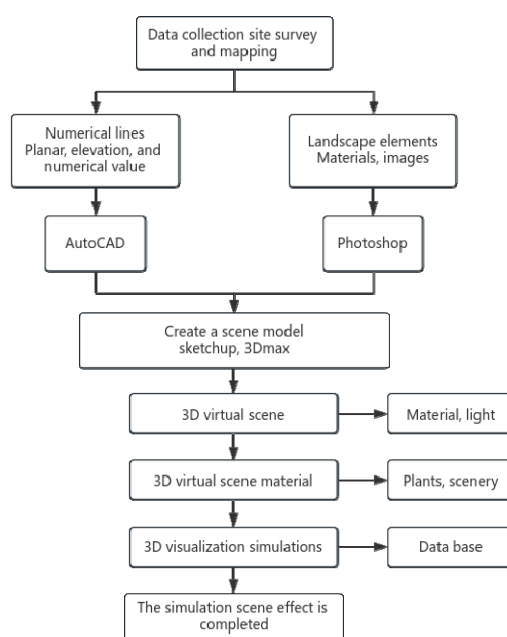 Data collection site survey
and mapping
Numerical lines
Planar, elevation, and
numerical value
Landscape elements
Materials, images
AutoCAD
Photoshop
Create a scene model
sketchup, 3Dmax
3D virtual scene
Material, light
3D virtual scene material
Plants, scenery
3D visualization simulations
Data base
The simulation scene effect is
completed